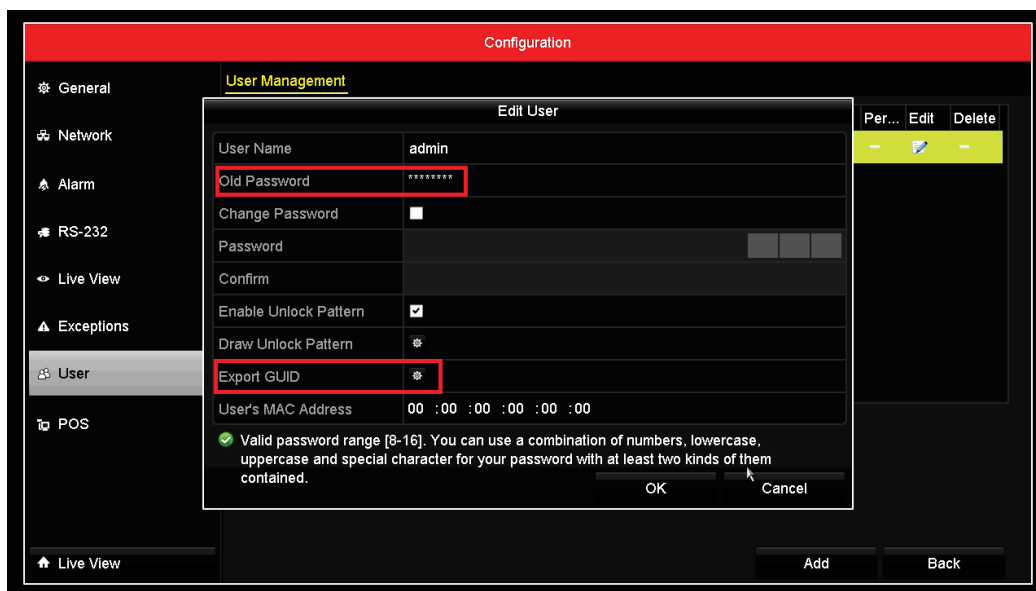 Configuration
General
Network
Alarm
RS-232
Live View
Exceptions
User
POS
Live View
User Management
Per... Edit Delete
Edit User
User Name admin
Old Password ********
Change Password
Password
Confirm
Enable Unlock Pattern
Draw Unlock Pattern
Export GUID
User's MAC Address 00 :00 :00 :00 :00 :00
Valid password range [8-16]. You can use a combination of numbers, lowercase,
uppercase and special character for your password with at least two kinds of them
contained.
OK Cancel
Add Back